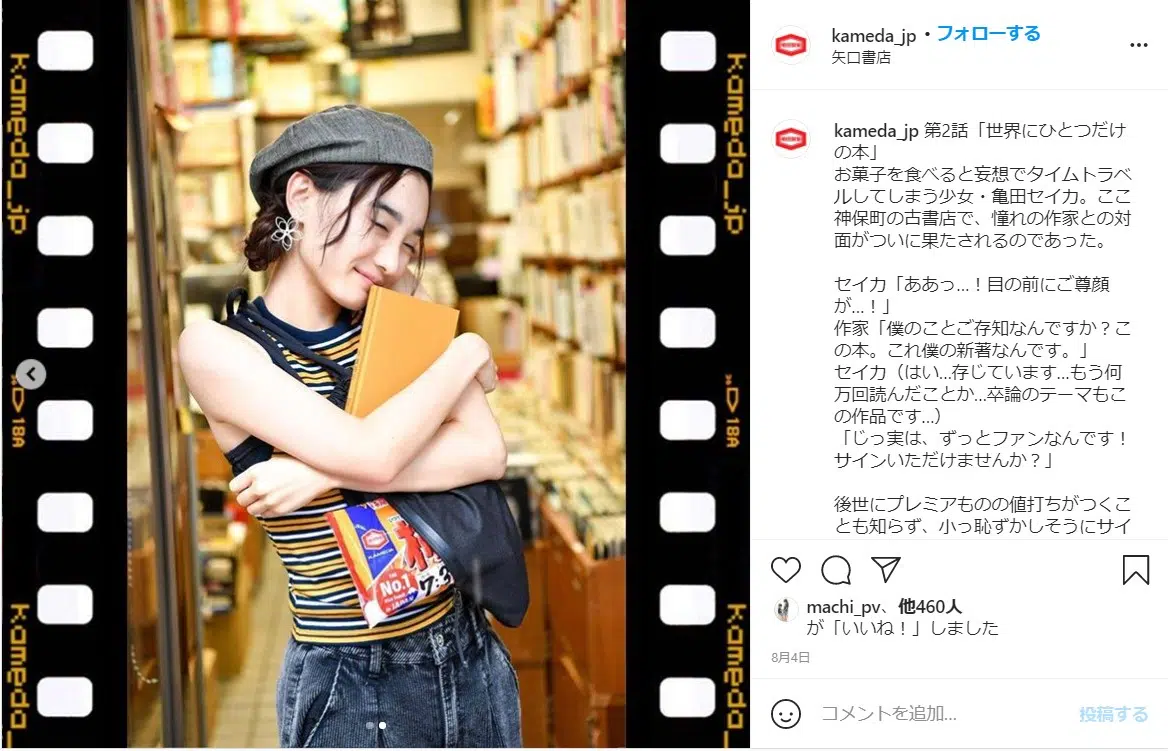 kameda_jp
kameda_jp
18A
18A
kameda_
kameda_
KAMEDA
No.1
7:3
kameda_jp・フォローする
矢口書店
kameda_jp 第2話「世界にひとつだけ
の本」
お菓子を食べると妄想でタイムトラベ
ルしてしまう少女・亀田セイカ。ここ
神保町の古書店で、憧れの作家との対
面がついに果たされるのであった。
セイカ「ああっ...！目の前にご尊顔
が...！」
作家「僕のことご存知なんですか？こ
の本。これ僕の新著なんです。」
セイカ（はい...存じています...もう何
万回読んだことか...卒論のテーマもこ
の作品です...）
「じっ実は、ずっとファンなんです！
サインいただけませんか？」
後世にプレミアものの値打ちがつくこ
とも知らず、小っ恥ずかしそうにサイ
machi_pv、他460人
が「いいね！」しました
8月4日
コメントを追加...
投稿する